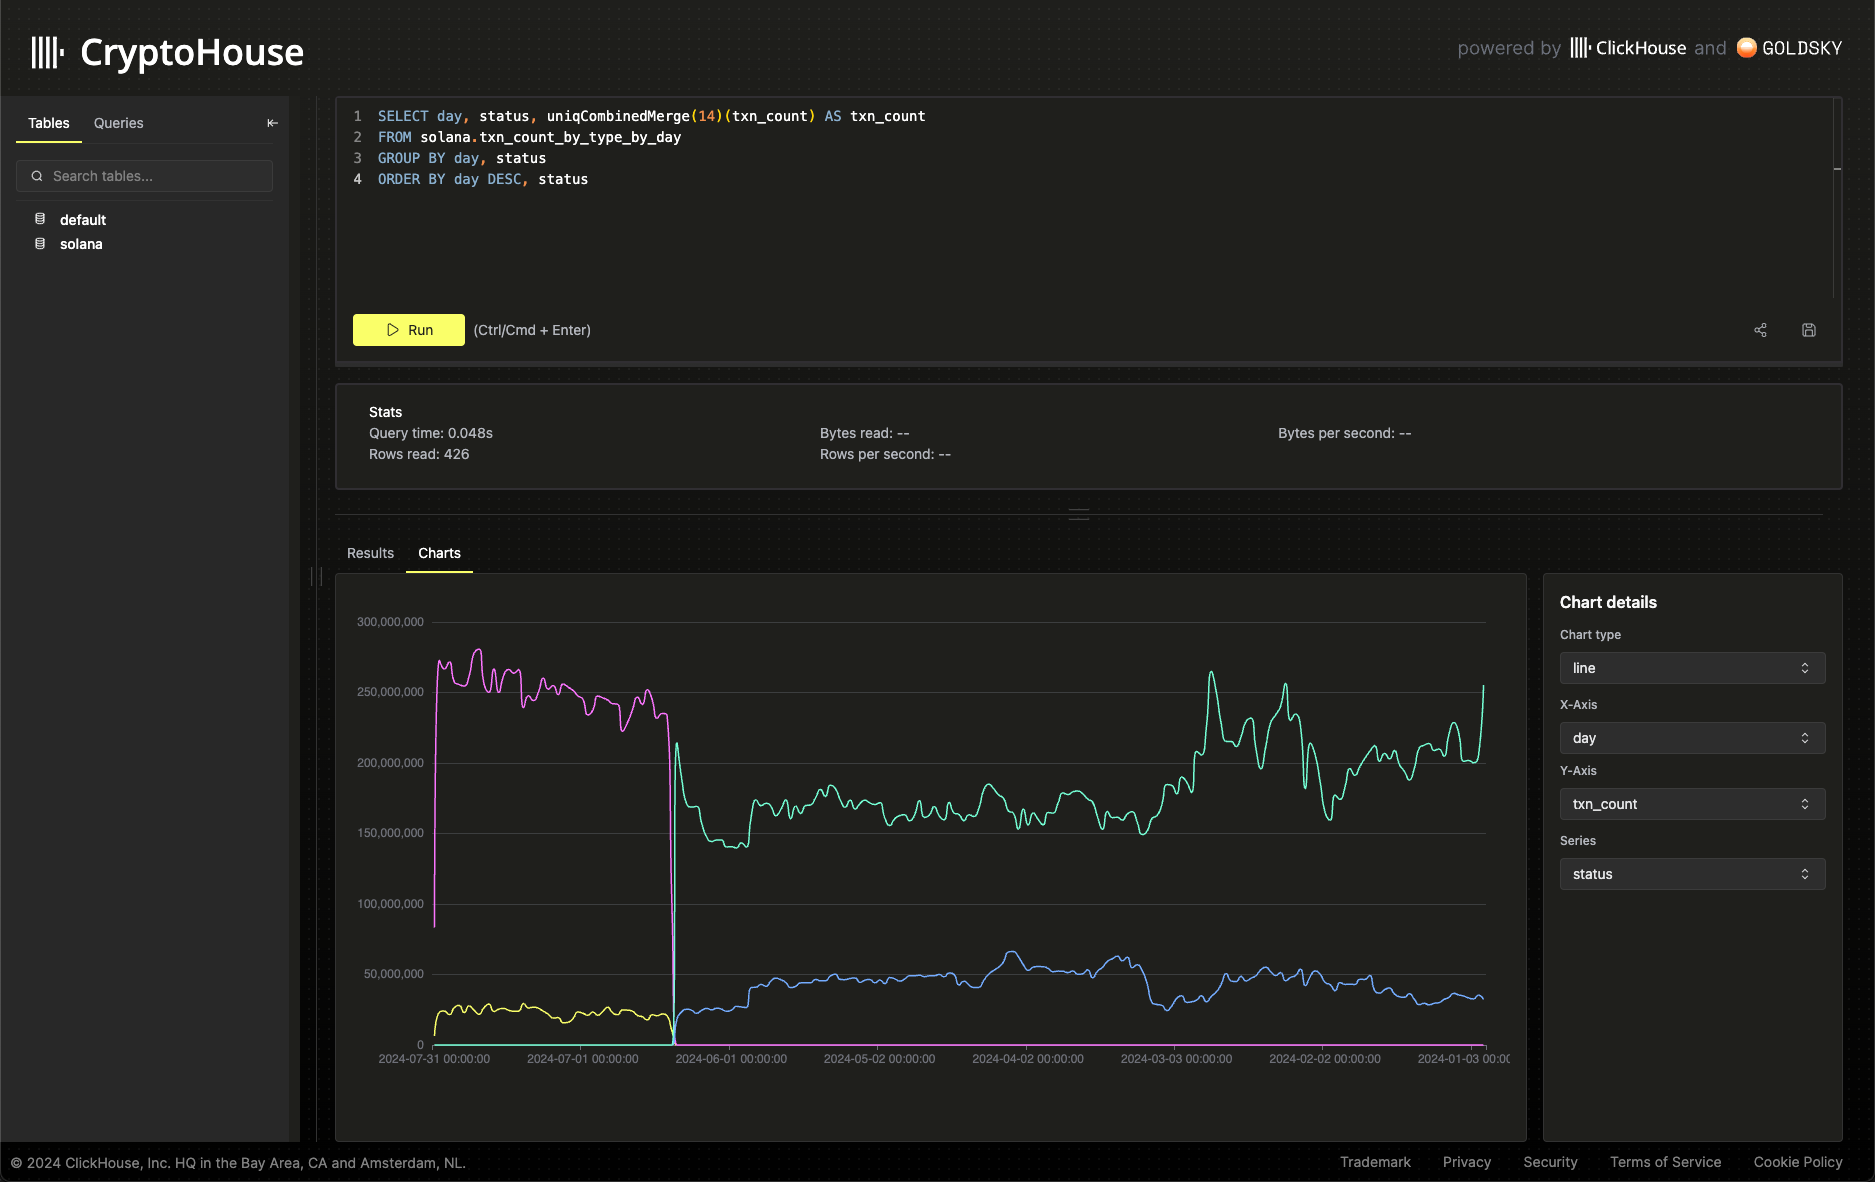 CryptoHouse
powered by ClickHouse and GOLDSKY
Tables Queries
Search tables...
default
solana
1 SELECT day, status, uniqCombinedMerge(14)(txn_count) AS txn_count
2 FROM solana.txn_count_by_type_by_day
3 GROUP BY day, status
4 ORDER BY day DESC, status
Run (Ctrl/Cmd + Enter)
Stats
Query time: 0.048s Bytes read: -- Bytes per second: --
Rows read: 426 Rows per second: --
Results Charts
300,000,000
250,000,000
200,000,000
150,000,000
100,000,000
50,000,000
0
2024-07-31 00:00:00 2024-07-01 00:00:00 2024-06-01 00:00:00 2024-05-02 00:00:00 2024-04-02 00:00:00 2024-03-03 00:00:00 2024-02-02 00:00:00 2024-01-03 00:0
Chart details
Chart type
line
X-Axis
day
Y-Axis
txn_count
Series
status
© 2024 ClickHouse, Inc. HQ in the Bay Area, CA and Amsterdam, NL.
Trademark Privacy Security Terms of Service Cookie Policy